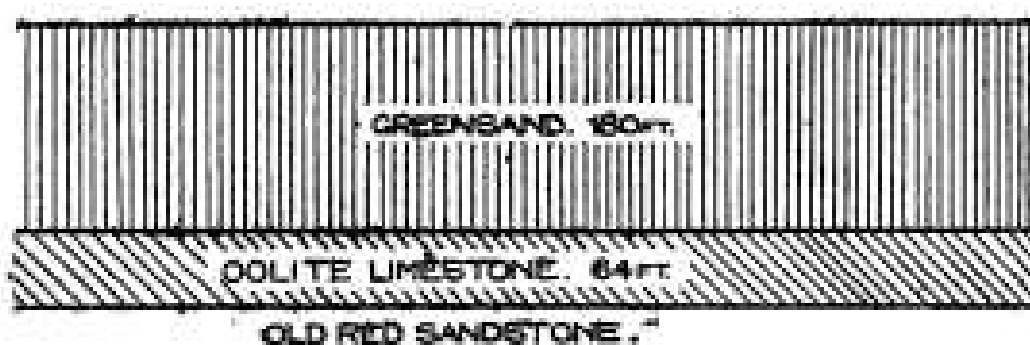 GREENSAND. 180FT.
OOLITE LIMESTONE. 64FT.
OLD RED SANDSTONE.